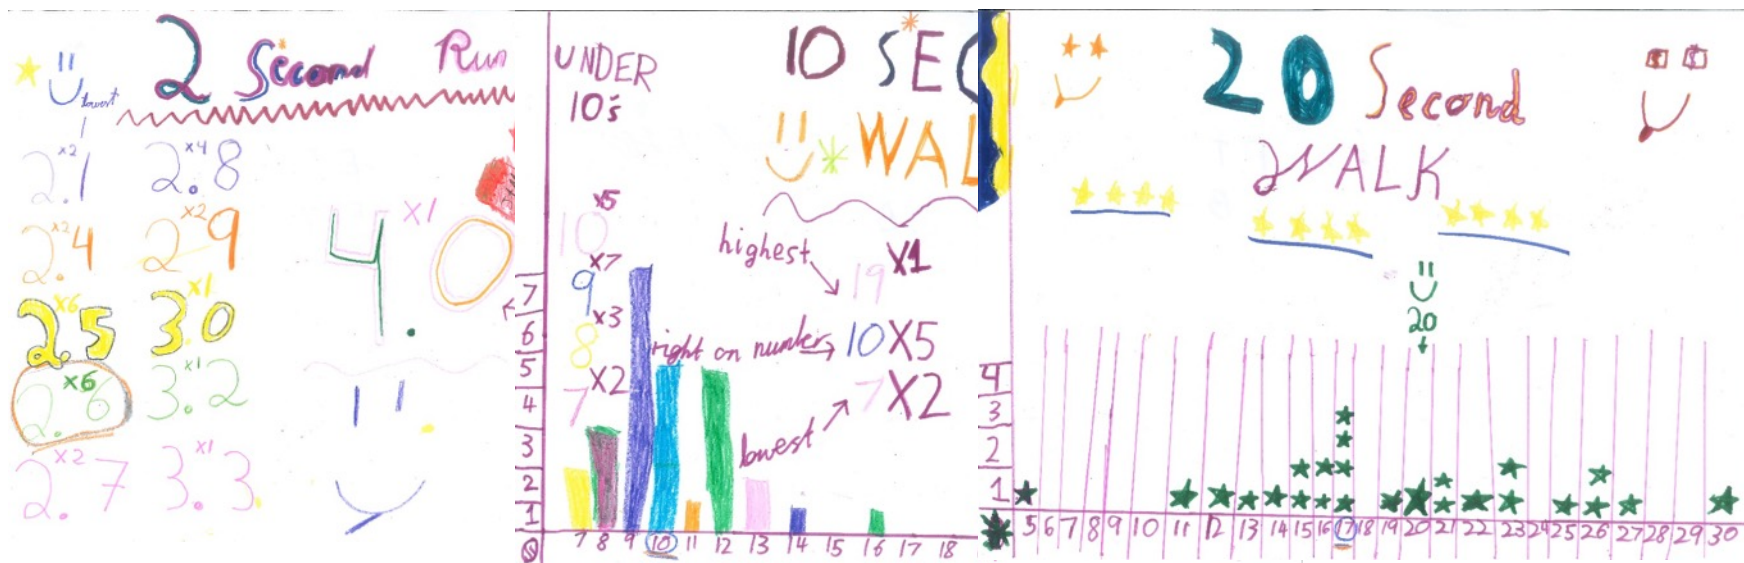 2 Second Run
lowest
1
2.1 x2
2.8 x4
2.4 x2
2.9 x2
2.5 x6
3.0 x1
2.6 x6
3.2 x1
2.7 x2
3.3 x1
4.0 x1
UNDER
10's
10 SEC
WAL
10 x5
9 x7
8 x3
7 x2
highest
19 x1
right on number
10 x5
lowest
7 x2
7
6
5
4
3
2
1
0
7 8 9 10 11 12 13 14 15 16 17 18
20 Second
WALK
20
4
3
2
1
5 6 7 8 9 10 11 12 13 14 15 16 17 18 19 20 21 22 23 24 25 26 27 28 29 30